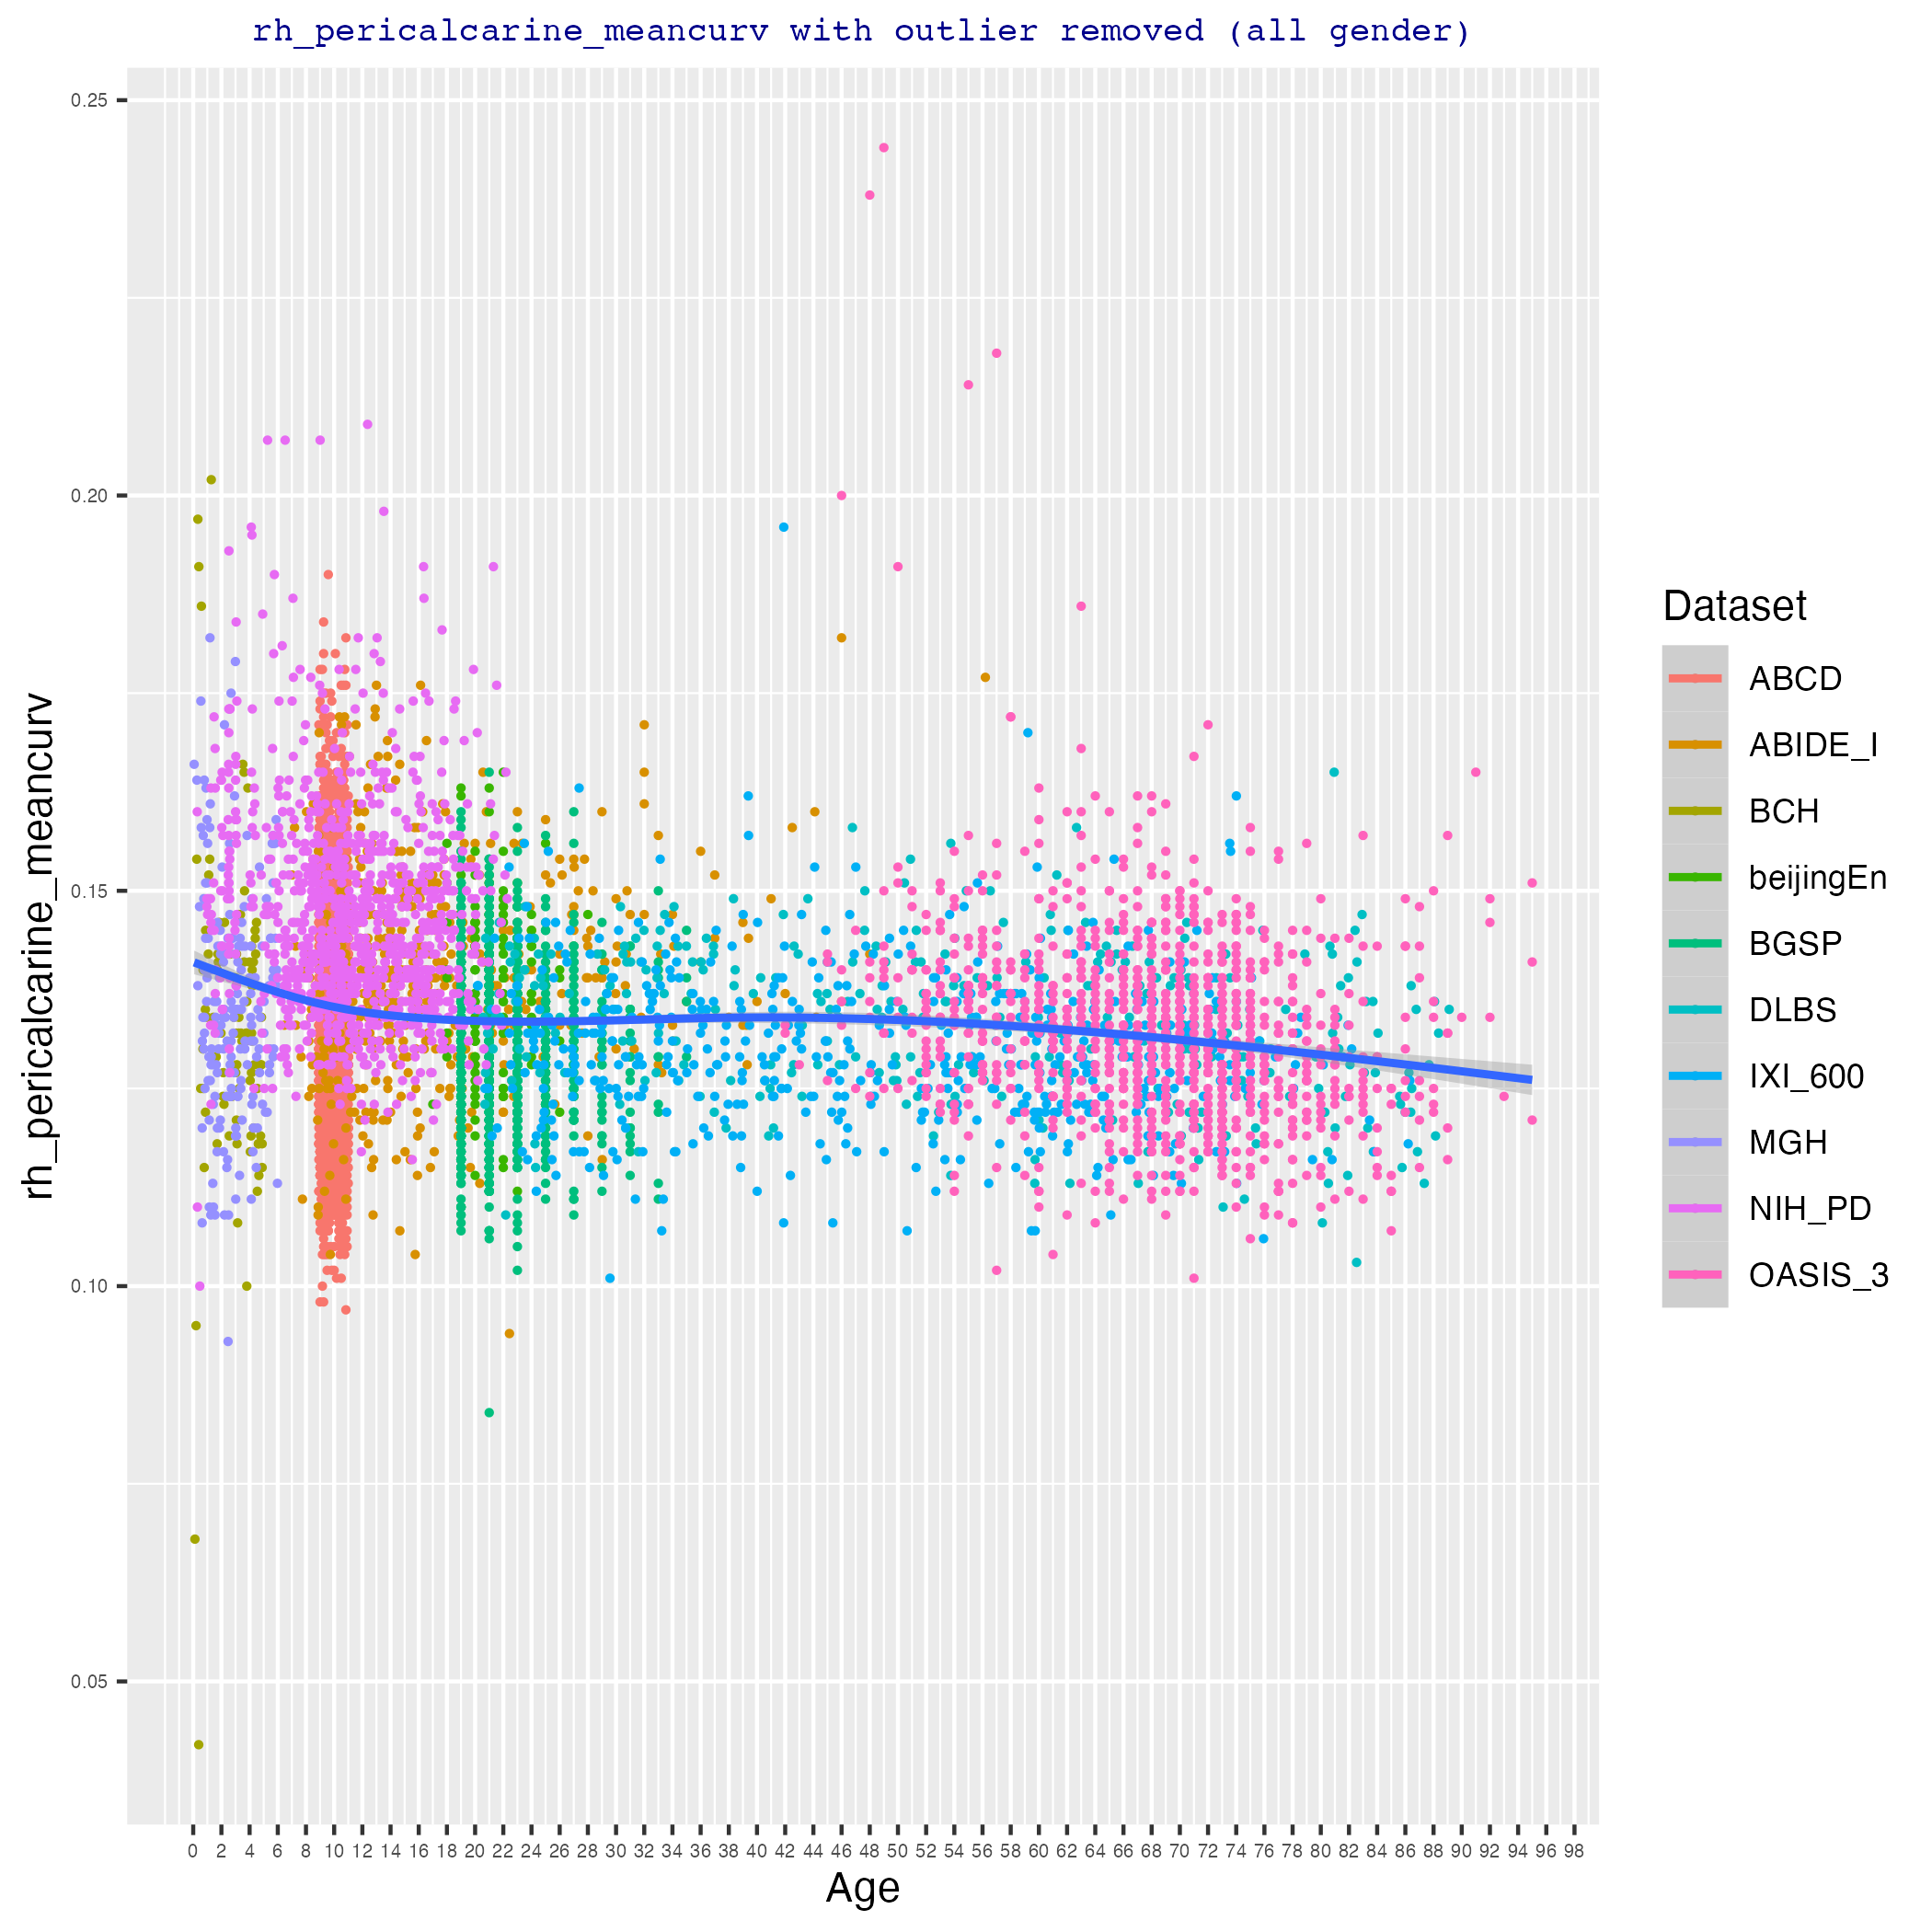 rh_pericalcarine_meancurv with outlier removed (all gender)
rh_pericalcarine_meancurv
0.25
0.20
0.15
0.10
0.05
0 2 4 6 8 10 12 14 16 18 20 22 24 26 28 30 32 34 36 38 40 42 44 46 48 50 52 54 56 58 60 62 64 66 68 70 72 74 76 78 80 82 84 86 88 90 92 94 96 98
Age
Dataset
ABCD
ABIDE_I
BCH
beijingEn
BGSP
DLBS
IXI_600
MGH
NIH_PD
OASIS_3